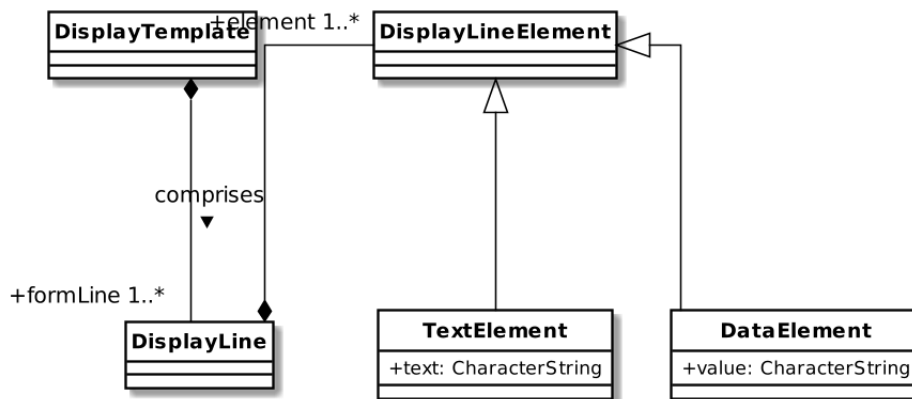 +element 1..*
DisplayTemplate
DisplayLineElement
comprises
+formLine 1..*
DisplayLine
TextElement
+text: CharacterString
DataElement
+value: CharacterString